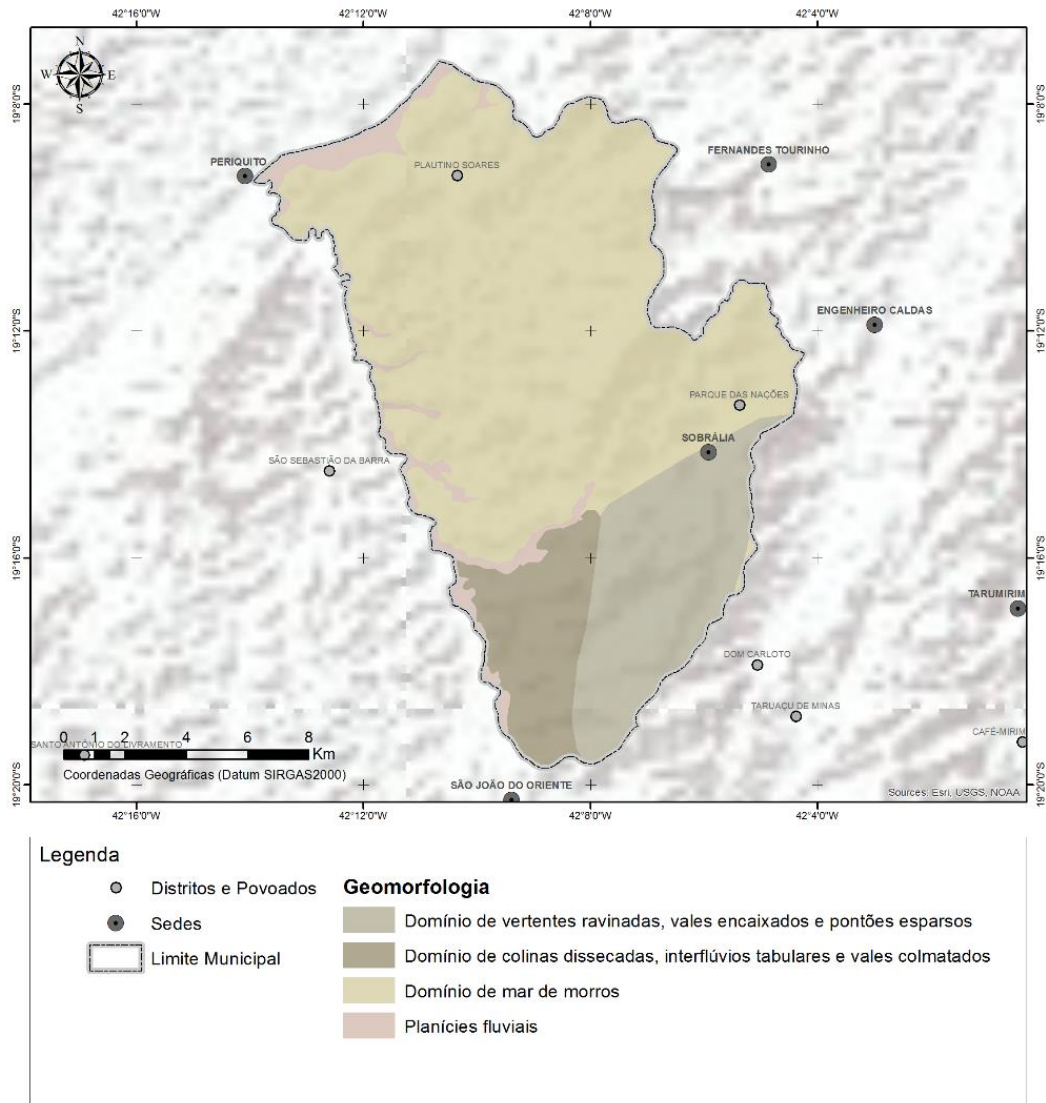 42°16'0"W 42°12'0"W 42°8'0"W 42°4'0"W
N
W E
S
19°8'0"S 19°8'0"S
PERIQUITO
PLAUTINO SOARES
FERNANDES TOURINHO
19°12'0"S 19°12'0"S
ENGENHEIRO CALDAS
PARQUE DAS NAÇÕES
SOBRÁLIA
SÃO SEBASTIÃO DA BARRA
19°16'0"S 19°16'0"S
TARUMIRIM
DOM CARLOTO
TARUAÇU DE MINAS
SANTO ANTÔNIO DO LIVRAMENTO
CAFÉ-MIRIM
0 1 2 4 6 8
Km
Coordenadas Geográficas (Datum SIRGAS2000)
SÃO JOÃO DO ORIENTE
Sources: Esri, USGS, NOAA
19°20'0"S 19°20'0"S
42°16'0"W 42°12'0"W 42°8'0"W 42°4'0"W
Legenda
Distritos e Povoados
Sedes
Limite Municipal
Geomorfologia
Domínio de vertentes ravinadas, vales encaixados e pontões esparsos
Domínio de colinas dissecadas, interflúvios tabulares e vales colmatados
Domínio de mar de morros
Planícies fluviais